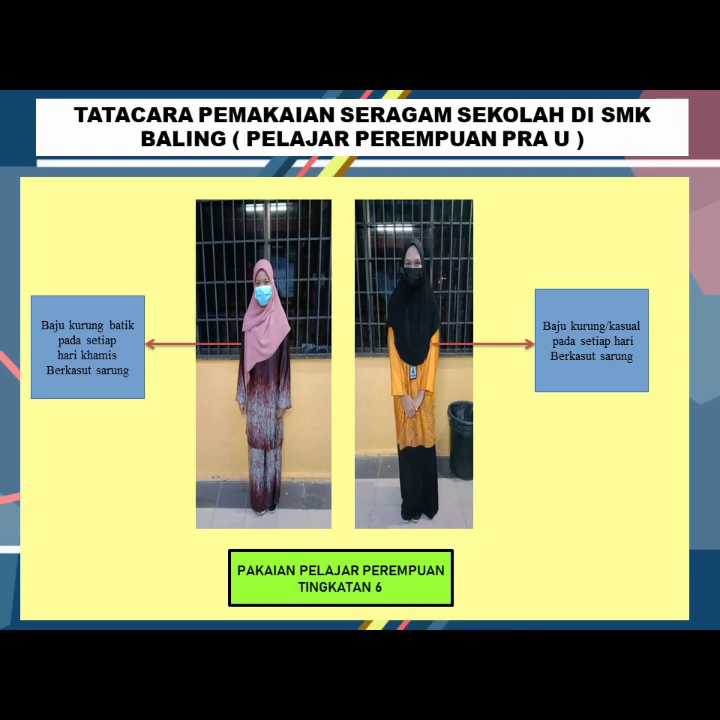 TATACARA PEMAKAIAN SERAGAM SEKOLAH DI SMK
BALING ( PELAJAR PEREMPUAN PRA U )
Baju kurung batik
pada setiap
hari khamis
Berkasut sarung
Baju kurung/kasual
pada setiap hari
Berkasut sarung
PAKAIAN PELAJAR PEREMPUAN
TINGKATAN 6